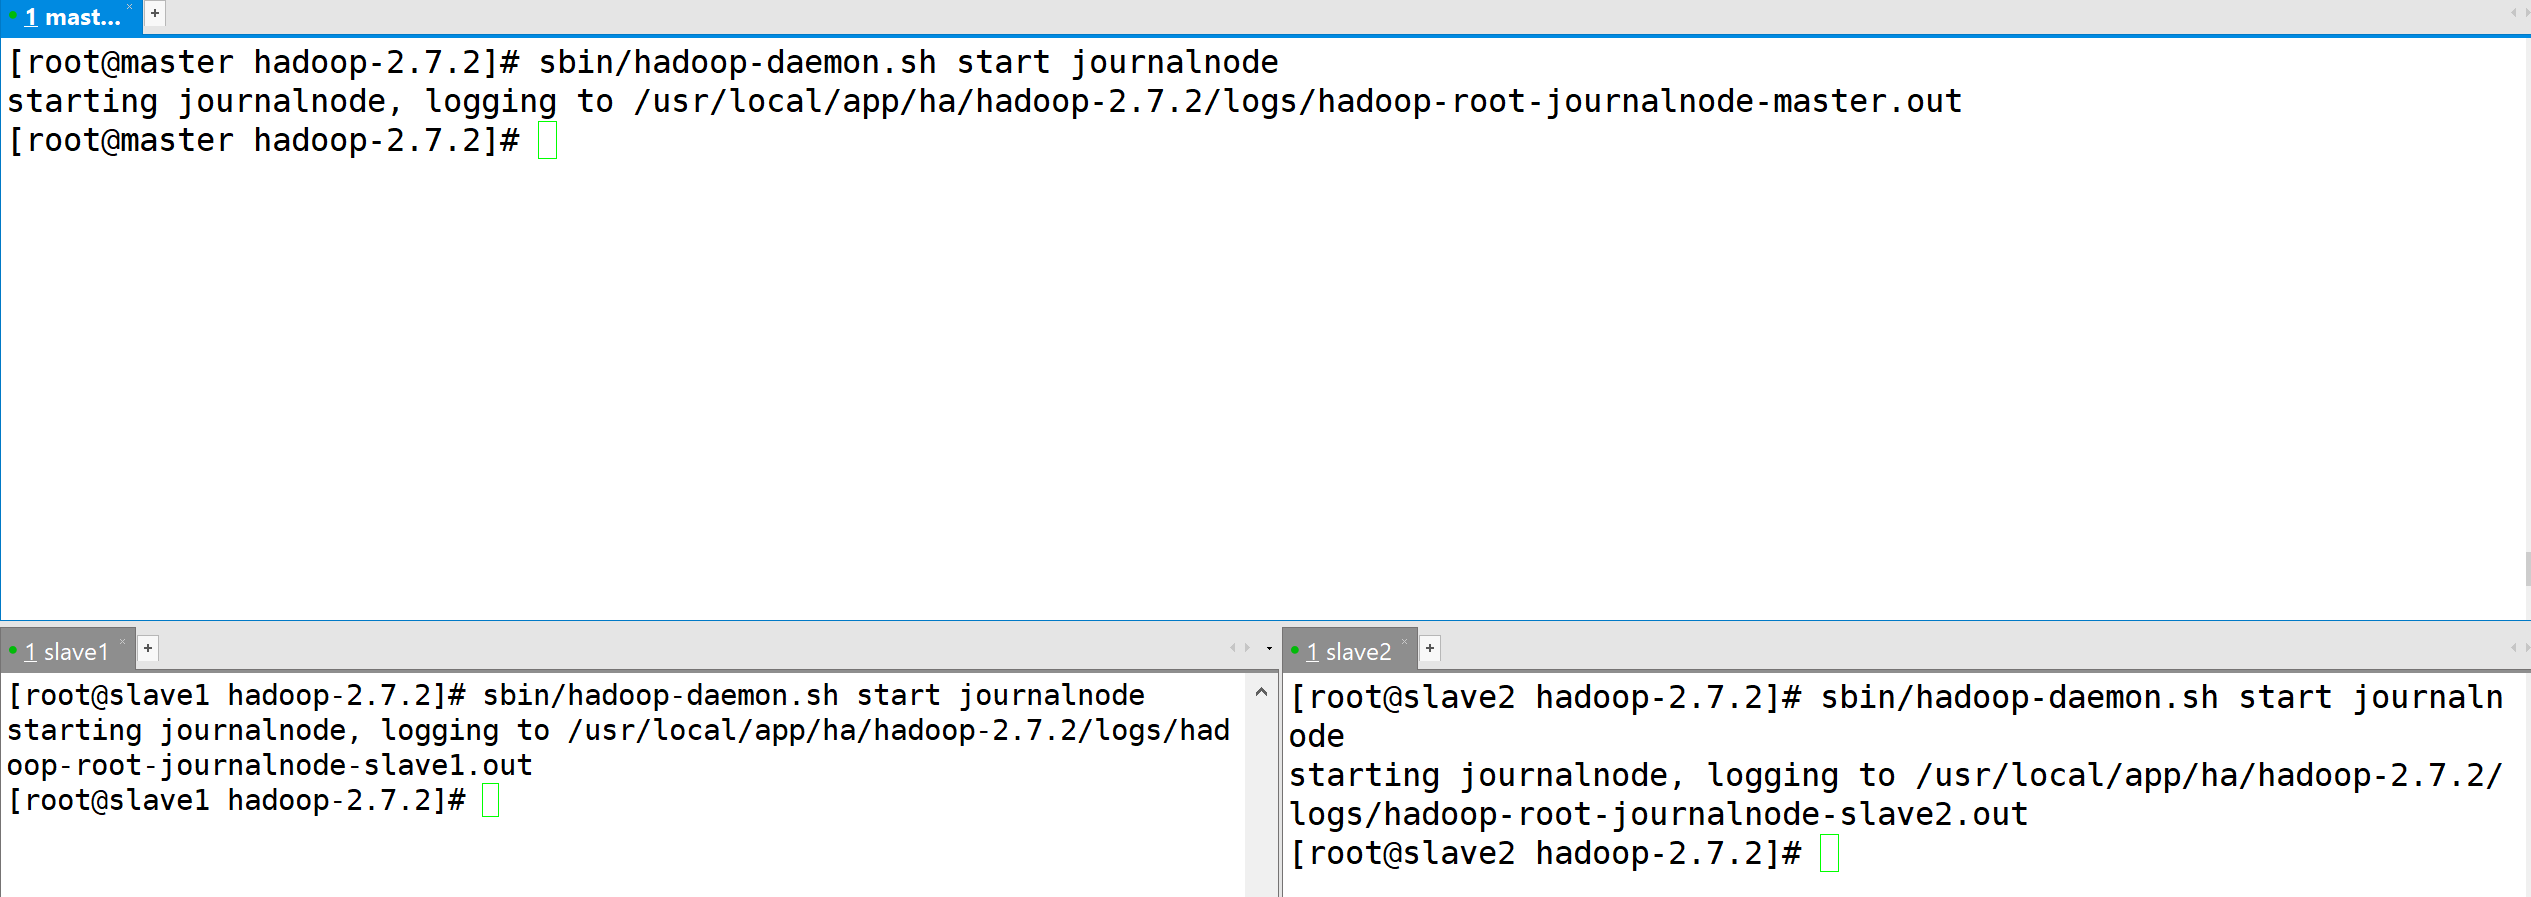 1 mast...
[root@master hadoop-2.7.2]# sbin/hadoop-daemon.sh start journalnode
starting journalnode, logging to /usr/local/app/ha/hadoop-2.7.2/logs/hadoop-root-journalnode-master.out
[root@master hadoop-2.7.2]#
1 slave1
[root@slave1 hadoop-2.7.2]# sbin/hadoop-daemon.sh start journalnode
starting journalnode, logging to /usr/local/app/ha/hadoop-2.7.2/logs/had
oop-root-journalnode-slave1.out
[root@slave1 hadoop-2.7.2]#
1 slave2
[root@slave2 hadoop-2.7.2]# sbin/hadoop-daemon.sh start journaln
ode
starting journalnode, logging to /usr/local/app/ha/hadoop-2.7.2/
logs/hadoop-root-journalnode-slave2.out
[root@slave2 hadoop-2.7.2]#